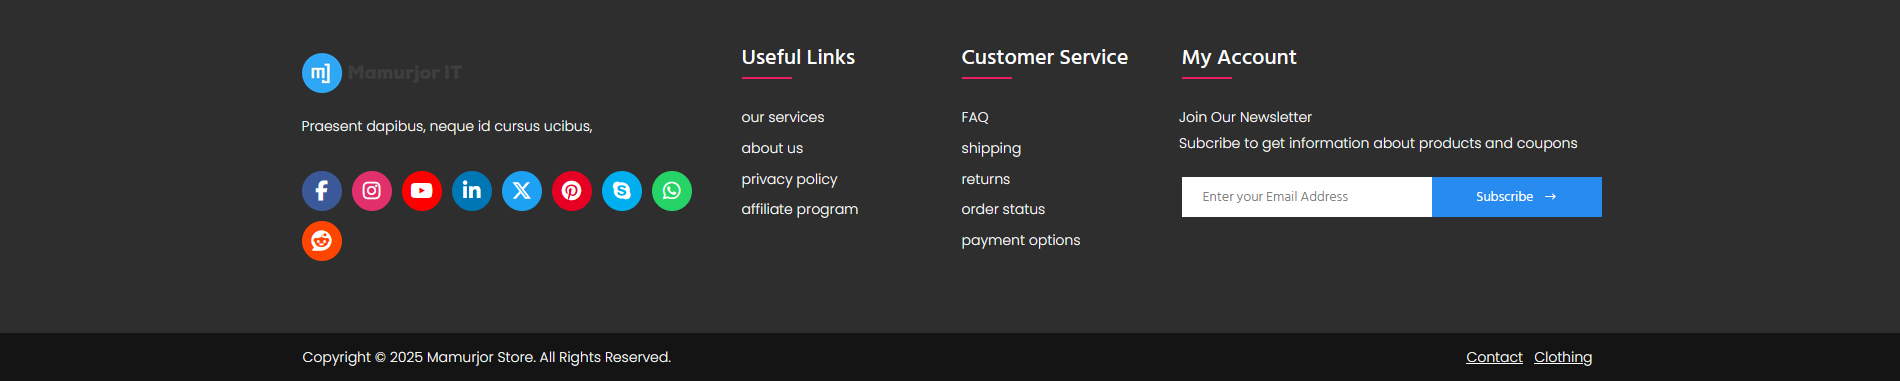 m]
Mamurjor IT
Praesent dapibus, neque id cursus ucibus,
Useful Links
our services
about us
privacy policy
affiliate program
Customer Service
FAQ
shipping
returns
order status
payment options
My Account
Join Our Newsletter
Subcribe to get information about products and coupons
Enter your Email Address
Subscribe →
Copyright © 2025 Mamurjor Store. All Rights Reserved.
Contact Clothing